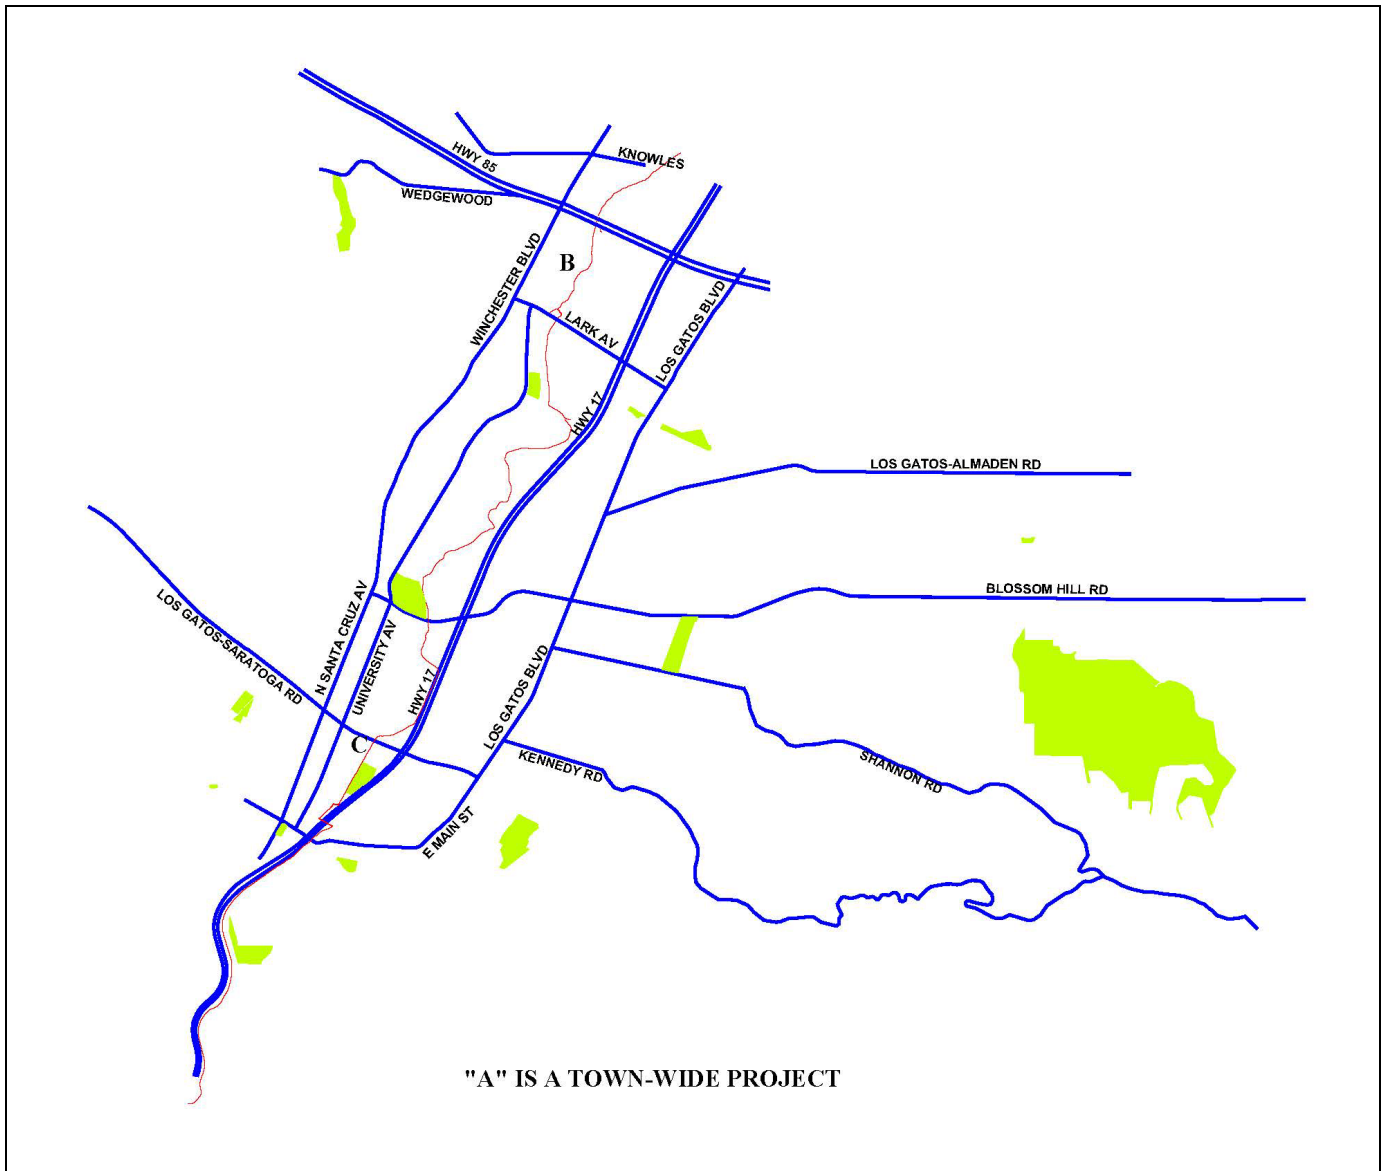 KNOWLES
HWY 85
WEDGEWOOD
B
WINCHESTER BLVD
LARK AV
LOS GATOS BLVD
HWY 17
LOS GATOS-ALMADEN RD
BLOSSOM HILL RD
LOS GATOS-SARATOGA RD
N SANTA CRUZ AV
UNIVERSITY AV
HWY 17
LOS GATOS BLVD
C
KENNEDY RD
SHANNON RD
E MAIN ST
"A" IS A TOWN-WIDE PROJECT